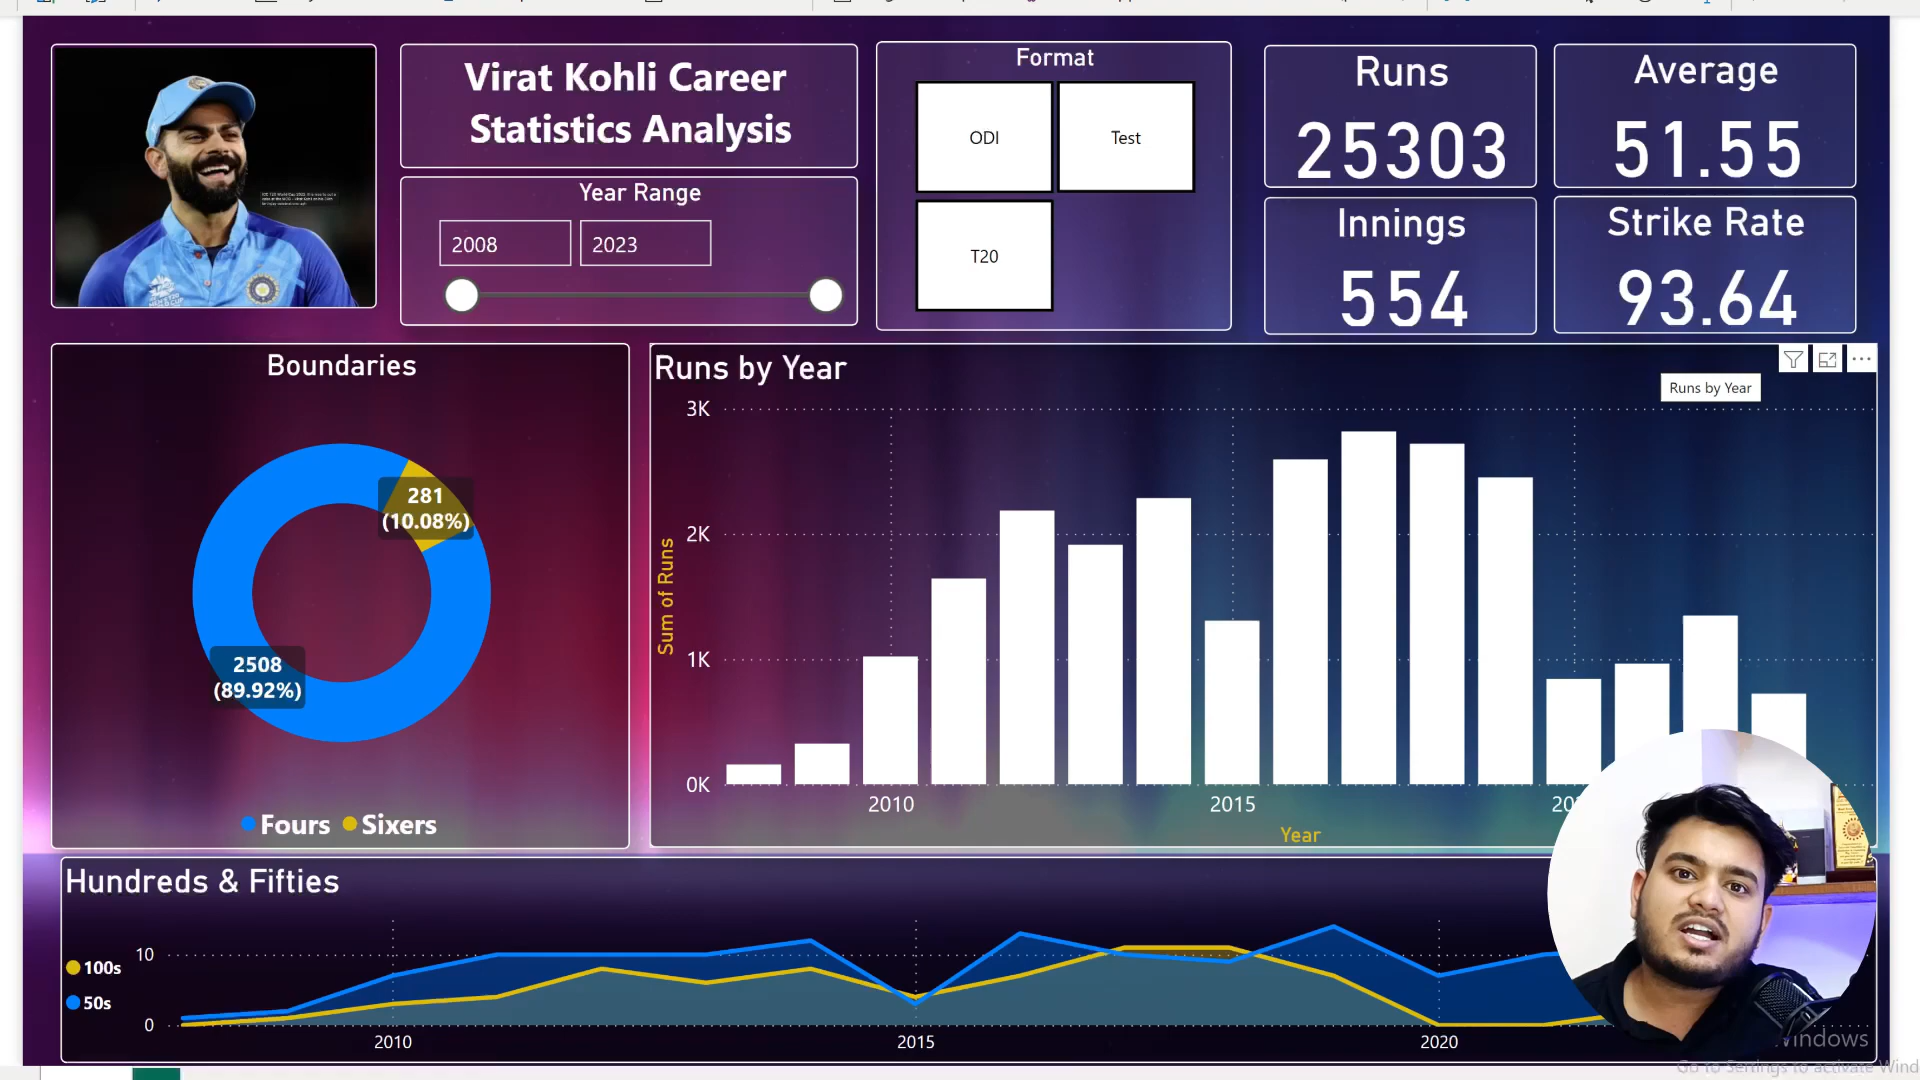 Virat Kohli Career
Statistics Analysis
Year Range
2008
2023
Format
ODI
Test
T20
Runs
25303
Average
51.55
Innings
554
Strike Rate
93.64
Boundaries
281
(10.08%)
2508
(89.92%)
Fours
Sixers
Runs by Year
Runs by Year
3K
2K
1K
0K
Sum of Runs
2010
2015
Year
Hundreds & Fifties
100s
50s
10
0
2010
2015
2020